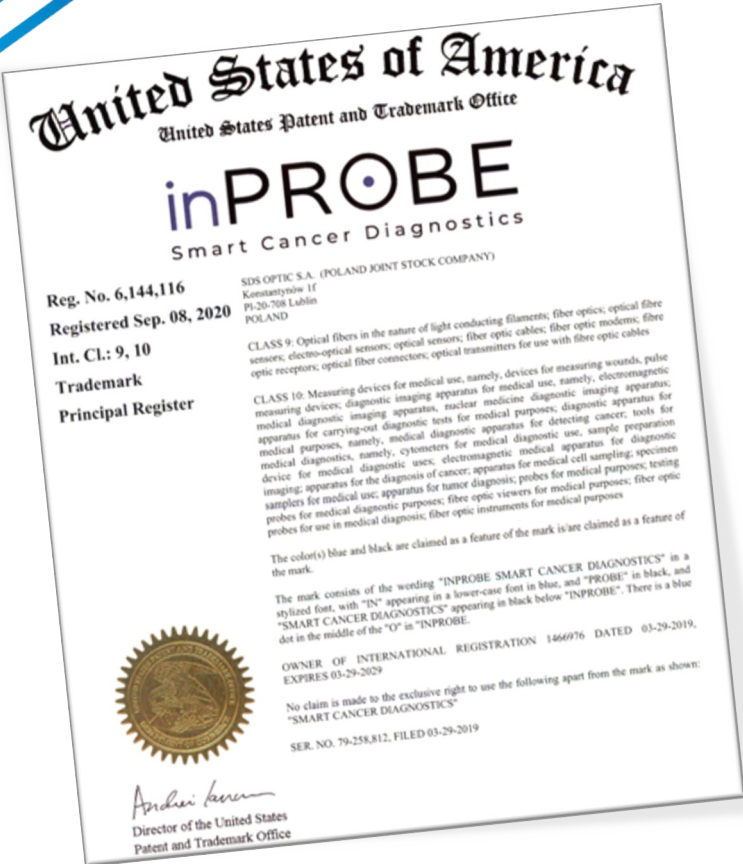 United States of America
United States Patent and Trademark Office
inPROBE
Smart Cancer Diagnostics
Reg. No. 6,144,116
Registered Sep. 08, 2020
Int. Cl.: 9, 10
Trademark
Principal Register
SDS OPTIC S.A. (POLAND JOINT STOCK COMPANY)
Konstantynów 1f
Pl-20-708 Lublin
POLAND
CLASS 9: Optical fibers in the nature of light conducting filaments; fiber optics; optical fibre
sensors; electro-optical sensors; optical sensors; fiber optic cables; fiber optic modems; fibre
optic receptors; optical fiber connectors; optical transmitters for use with fibre optic cables
CLASS 10: Measuring devices for medical use, namely, devices for measuring wounds, pulse
measuring devices; diagnostic imaging apparatus for medical use, namely, electromagnetic
medical diagnostic imaging apparatus, nuclear medicine diagnostic imaging apparatus;
apparatus for carrying-out diagnostic tests for medical purposes; diagnostic apparatus for
medical purposes, namely, medical diagnostic apparatus for detecting cancer; tools for
medical diagnostics, namely, cytometers for medical diagnostic use, sample preparation
device for medical diagnostic uses; electromagnetic medical apparatus for diagnostic
imaging; apparatus for the diagnosis of cancer; apparatus for medical cell sampling; specimen
samplers for medical use; apparatus for tumor diagnosis; probes for medical purposes; testing
probes for medical diagnostic purposes; fibre optic viewers for medical purposes; fiber optic
probes for use in medical diagnosis; fiber optic instruments for medical purposes
The color(s) blue and black are claimed as a feature of the mark is/are claimed as a feature of
the mark.
The mark consists of the wording "INPROBE SMART CANCER DIAGNOSTICS" in a
stylized font, with "IN" appearing in a lower-case font in blue, and "PROBE" in black, and
"SMART CANCER DIAGNOSTICS" appearing in black below "INPROBE". There is a blue
dot in the middle of the "O" in "INPROBE.
OWNER OF INTERNATIONAL REGISTRATION 1466976 DATED 03-29-2019,
EXPIRES 03-29-2029
No claim is made to the exclusive right to use the following apart from the mark as shown:
"SMART CANCER DIAGNOSTICS"
SER. NO. 79-258,812, FILED 03-29-2019
Director of the United States
Patent and Trademark Office